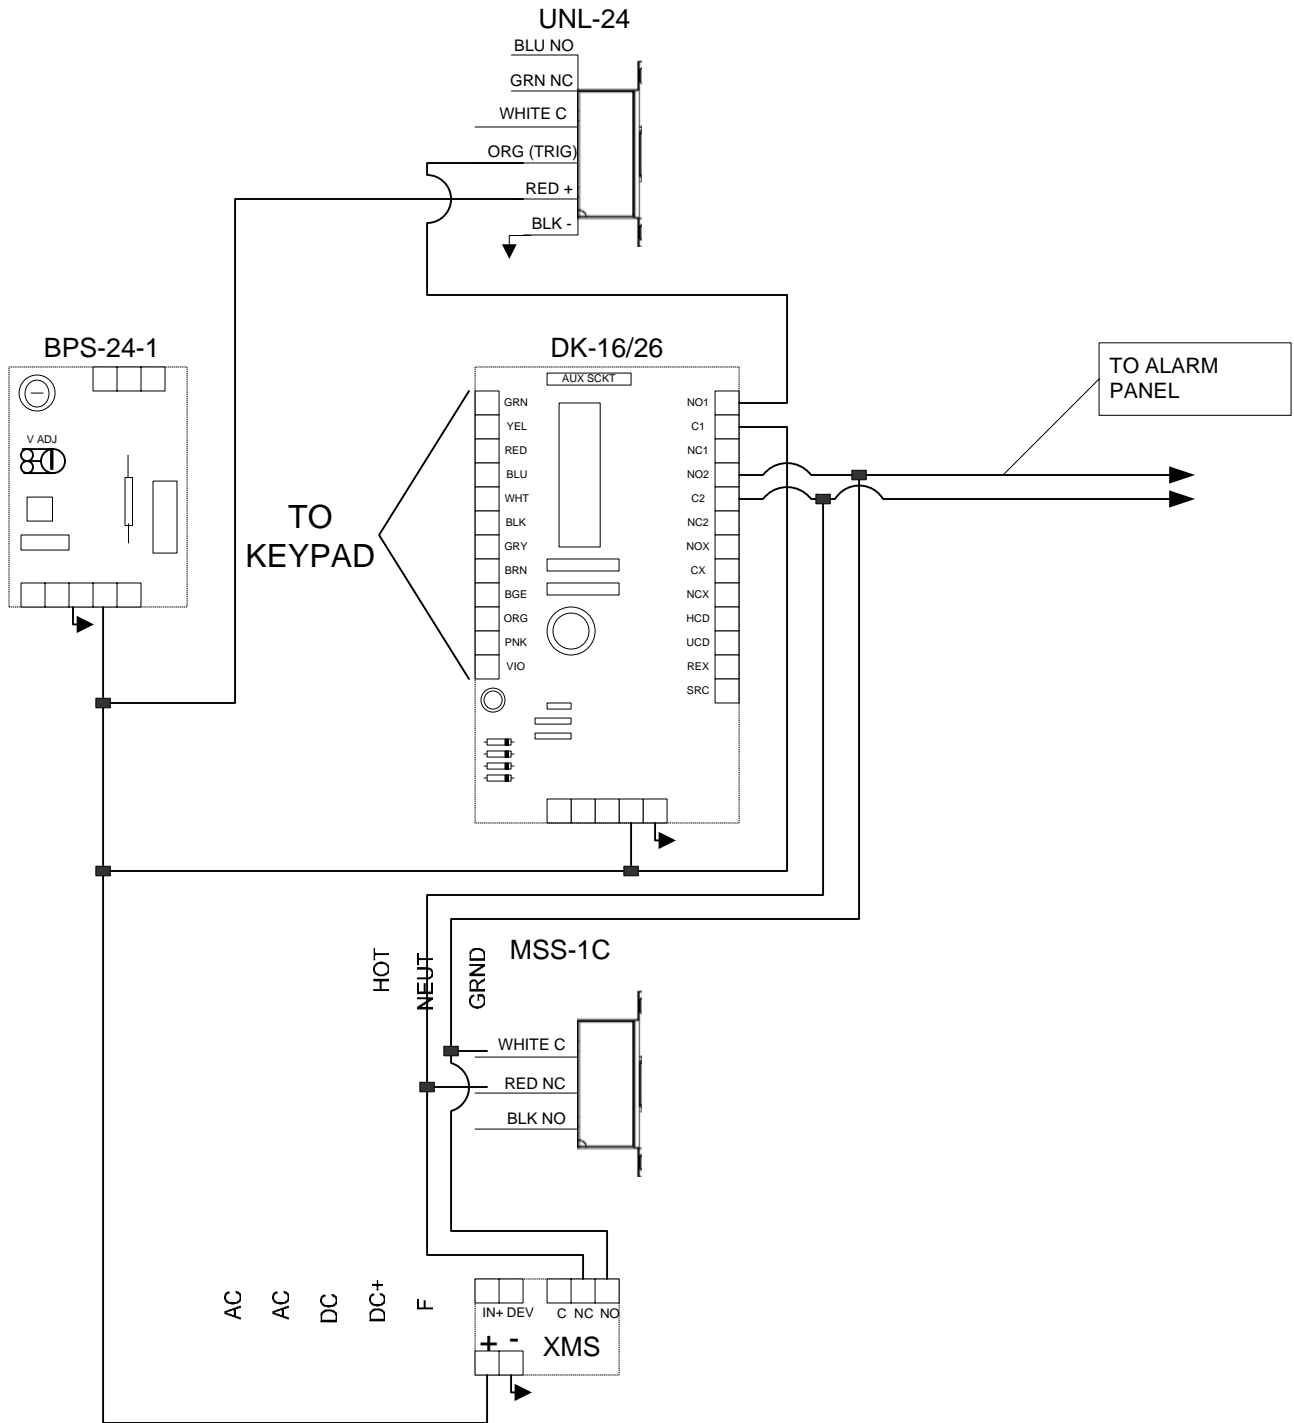 UNL-24
BLU NO
GRN NC
WHITE C
ORG (TRIG)
RED +
BLK -
BPS-24-1
V ADJ
DK-16/26
AUX SCKT
TO
KEYPAD
GRN
YEL
RED
BLU
WHT
BLK
GRY
BRN
BGE
ORG
PNK
VIO
NO1
C1
NC1
NO2
C2
NC2
NOX
CX
NCX
HCD
UCD
REX
SRC
TO ALARM
PANEL
HOT
NEUT
GRND
MSS-1C
WHITE C
RED NC
BLK NO
AC
AC
DC
DC+
F
IN+ DEV
C NC NO
+ -
XMS